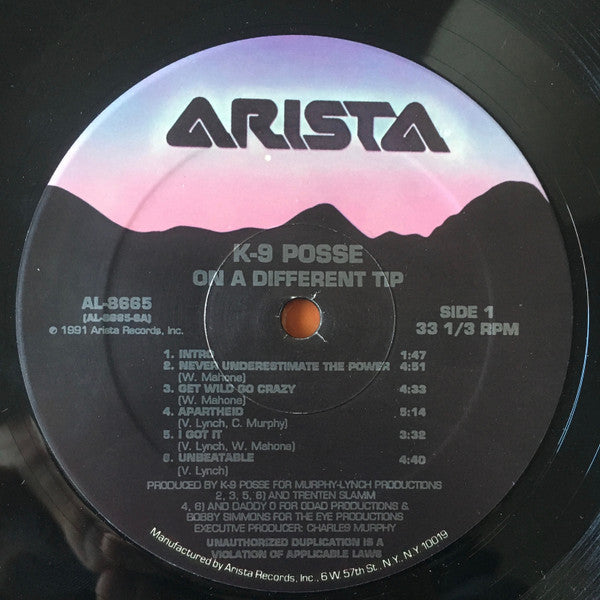 ARISTA
K-9 POSSE
ON A DIFFERENT TIP
AL-8665
(AL-8665-SA)
℗ 1991 Arista Records, Inc.
SIDE 1
33 1/3 RPM
1. INTRO 1:47
2. NEVER UNDERESTIMATE THE POWER 4:51
(W. Mahone)
3. GET WILD GO CRAZY 4:33
(W. Mahone)
4. APARTHEID 5:14
(V. Lynch, C. Murphy)
5. I GOT IT 3:32
(V. Lynch, W. Mahone)
6. UNBEATABLE 4:40
(V. Lynch)
PRODUCED BY K-9 POSSE FOR MURPHY-LYNCH PRODUCTIONS
2, 3, 5, 6) AND TRENTEN SLAMM
4, 6) AND DADDY O FOR ODAD PRODUCTIONS &
BOBBY SIMMONS FOR THE EYE PRODUCTIONS
EXECUTIVE PRODUCER: CHARLES MURPHY
UNAUTHORIZED DUPLICATION IS A
VIOLATION OF APPLICABLE LAWS
Manufactured by Arista Records, Inc., 6 W 57th St., N.Y., N.Y. 10019